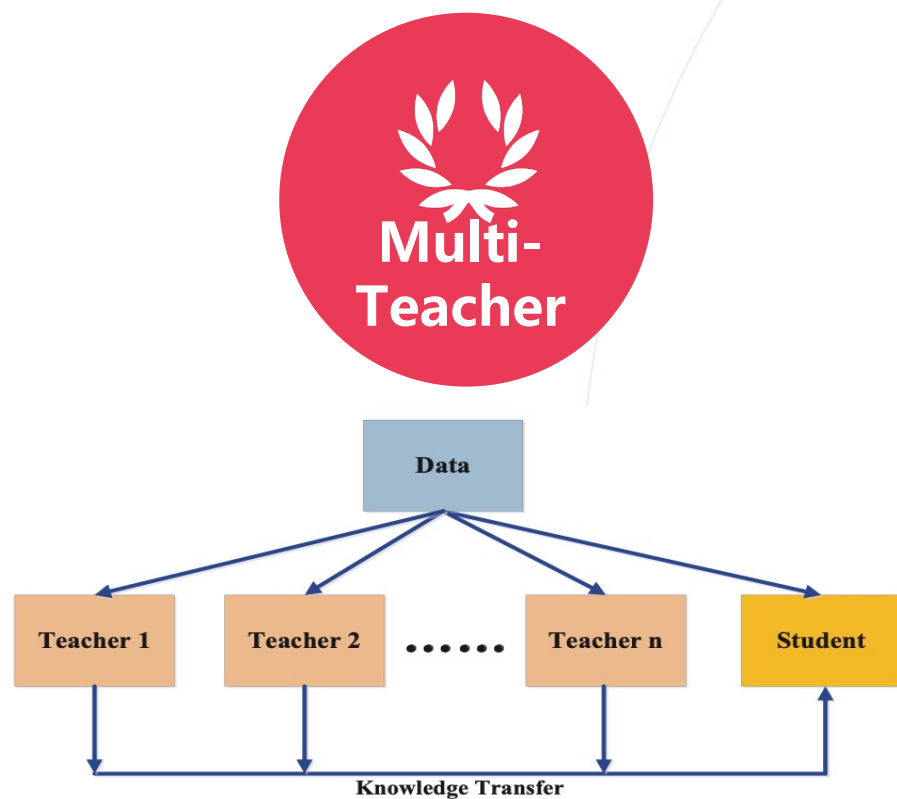 Multi-
Teacher
Data
Teacher 1
Teacher 2
......
Teacher n
Student
Knowledge Transfer